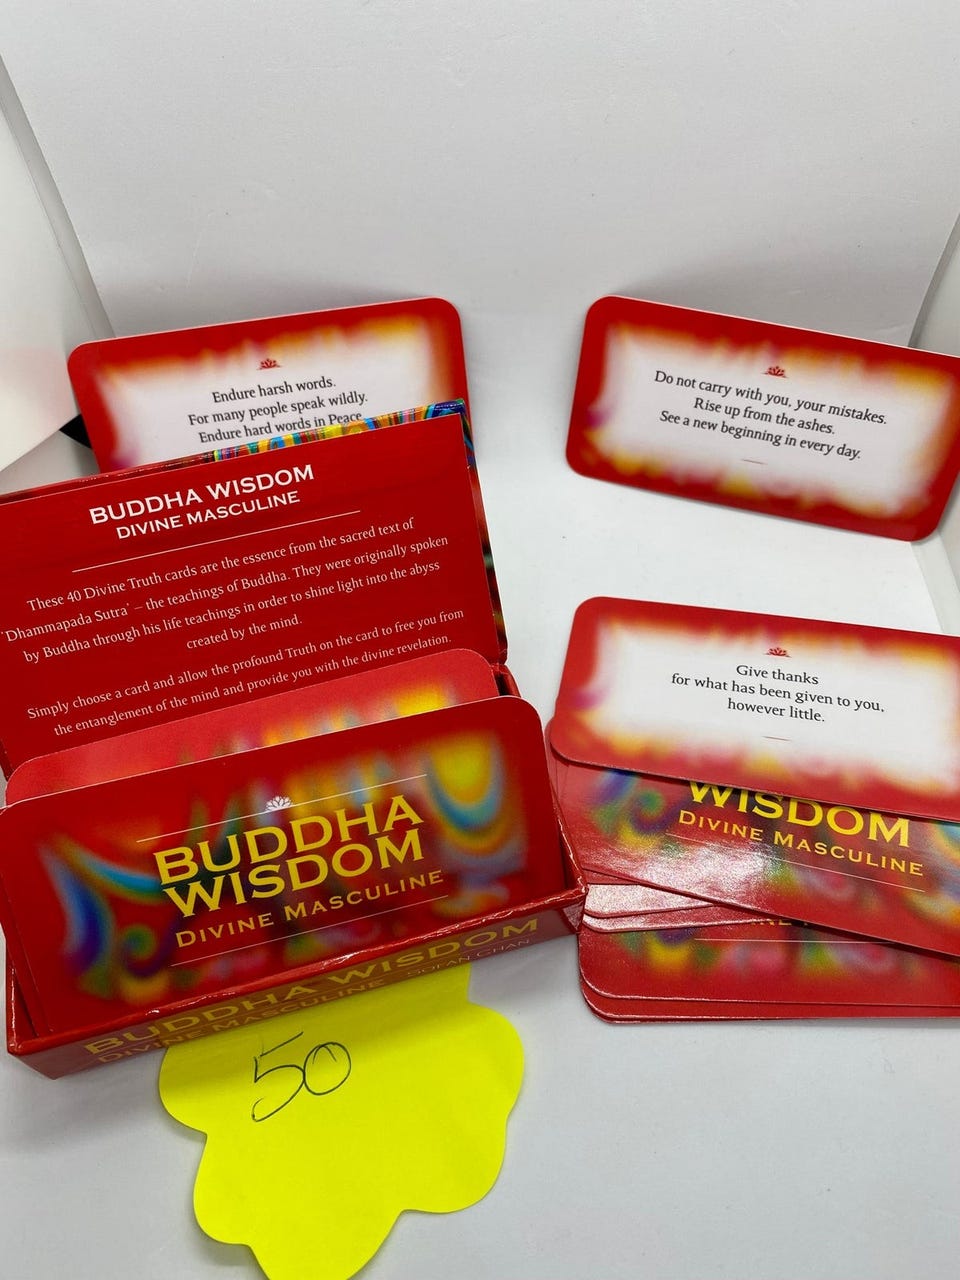 Endure harsh words.
For many people speak wildly.
Endure hard words in Peace
Do not carry with you, your mistakes.
Rise up from the ashes.
See a new beginning in every day.
BUDDHA WISDOM
DIVINE MASCULINE
These 40 Divine Truth cards are the essence from the sacred text of
'Dhammapada Sutra' – the teachings of Buddha. They were originally spoken
by Buddha through his life teachings in order to shine light into the abyss
created by the mind.
Simply choose a card and allow the profound Truth on the card to free you from
the entanglement of the mind and provide you with the divine revelation.
Give thanks
for what has been given to you,
however little.
WISDOM
DIVINE MASCULINE
BUDDHA
WISDOM
DIVINE MASCULINE
BUDDHA WISDOM
DIVINE MASCULINE SOFAN CHAN
50